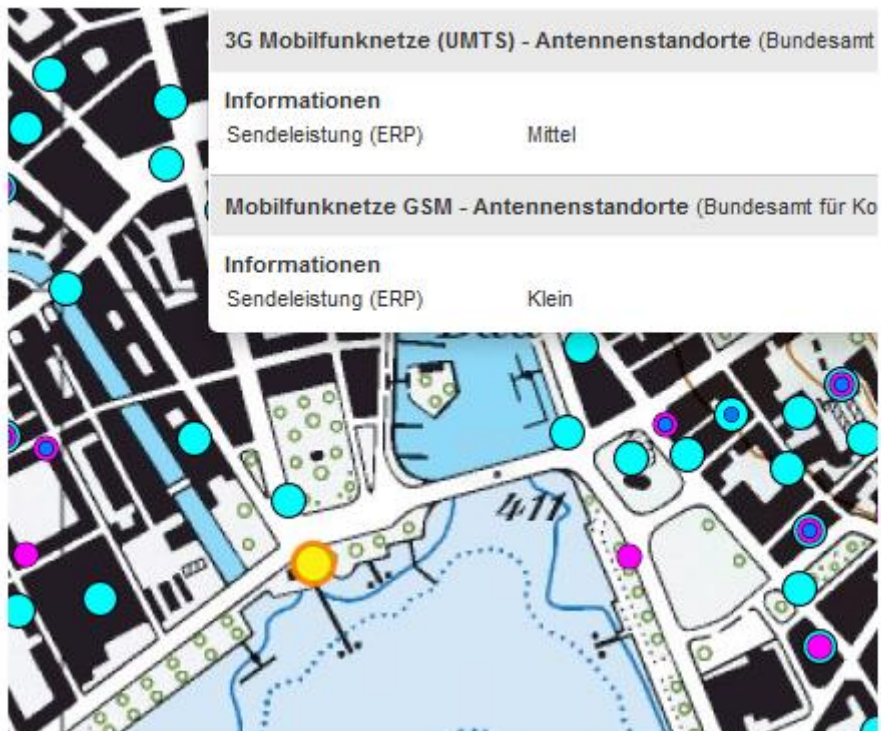 3G Mobilfunknetze (UMTS) - Antennenstandorte (Bundesamt
Informationen
Sendeleistung (ERP) Mittel
Mobilfunknetze GSM - Antennenstandorte (Bundesamt für Ko
Informationen
Sendeleistung (ERP) Klein
411